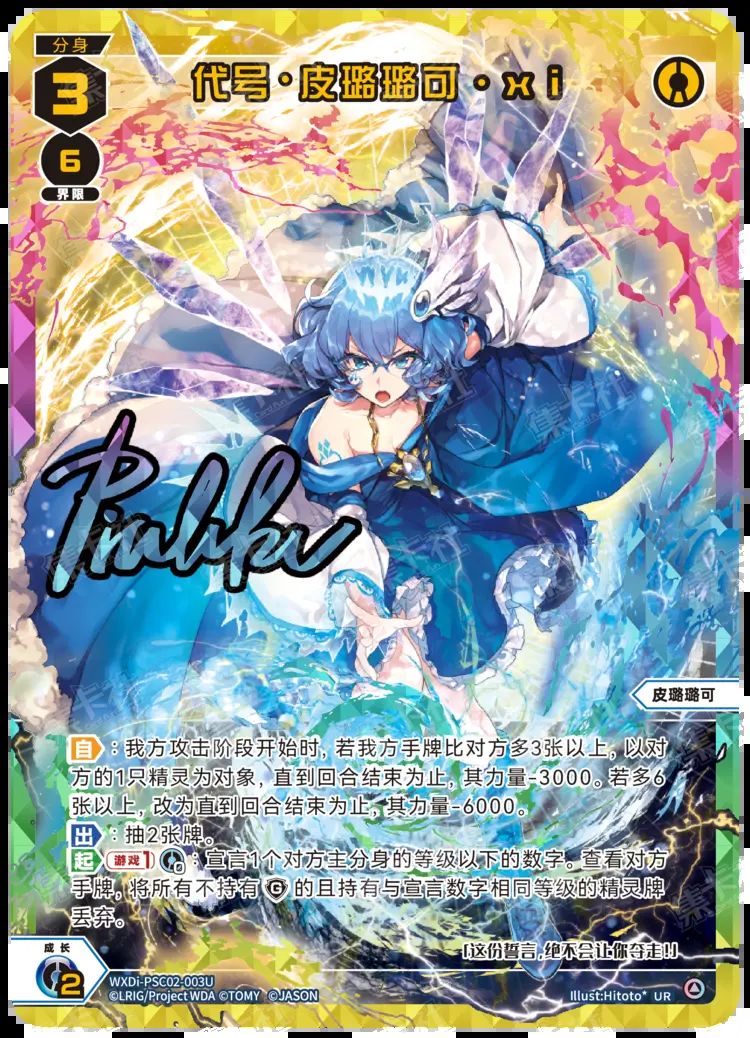 分身
3
代号·皮璐璐可·xi
6
界限
Piruluku
皮璐璐可
自：我方攻击阶段开始时，若我方手牌比对方多3张以上，以对
方的1只精灵为对象，直到回合结束为止，其力量-3000。若多6
张以上，改为直到回合结束为止，其力量-6000。
出：抽2张牌。
起 游戏1 0：宣言1个对方主分身的等级以下的数字。查看对方
手牌，将所有不持有G的且持有与宣言数字相同等级的精灵牌
丢弃。
「这份誓言,绝不会让你夺走!」
成长
2
WXDi-PSC02-003U
©LRIG/Project WDA ©TOMY ©JASON
Illust:Hitoto* UR
集卡社